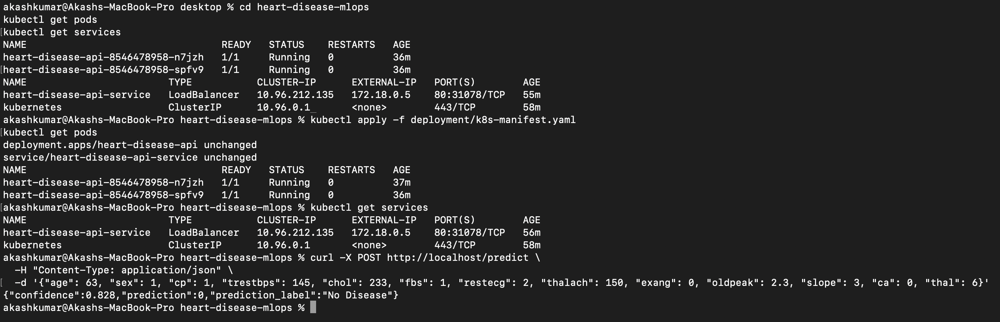 akashkumar@Akashs-MacBook-Pro desktop % cd heart-disease-mlops
kubectl get pods
[kubectl get services
NAME                                 READY   STATUS    RESTARTS   AGE
heart-disease-api-8546478958-n7jzh   1/1     Running   0          36m
[heart-disease-api-8546478958-spfv9   1/1     Running   0          36m
NAME                        TYPE           CLUSTER-IP      EXTERNAL-IP   PORT(S)        AGE
heart-disease-api-service   LoadBalancer   10.96.212.135   172.18.0.5    80:31078/TCP   55m
kubernetes                  ClusterIP      10.96.0.1_      <none>        443/TCP        58m
akashkumar@Akashs-MacBook-Pro heart-disease-mlops % kubectl apply -f deployment/k8s-manifest.yaml
[kubectl get pods
deployment.apps/heart-disease-api unchanged
service/heart-disease-api-service unchanged
NAME                                 READY   STATUS    RESTARTS   AGE
heart-disease-api-8546478958-n7jzh   1/1     Running   0          37m
heart-disease-api-8546478958-spfv9   1/1     Running   0          36m
[akashkumar@Akashs-MacBook-Pro heart-disease-mlops % kubectl get services
NAME                        TYPE           CLUSTER-IP      EXTERNAL-IP   PORT(S)        AGE
heart-disease-api-service   LoadBalancer   10.96.212.135   172.18.0.5    80:31078/TCP   56m
kubernetes                  ClusterIP      10.96.0.1       <none>        443/TCP        58m
akashkumar@Akashs-MacBook-Pro heart-disease-mlops % curl -X POST http://localhost/predict \
  -H "Content-Type: application/json" \
[  -d '{"age": 63, "sex": 1, "cp": 1, "trestbps": 145, "chol": 233, "fbs": 1, "restecg": 2, "thalach": 150, "exang": 0, "oldpeak": 2.3, "slope": 3, "ca": 0, "thal": 6}'
{"confidence":0.828,"prediction":0,"prediction_label":"No Disease"}
akashkumar@Akashs-MacBook-Pro heart-disease-mlops %